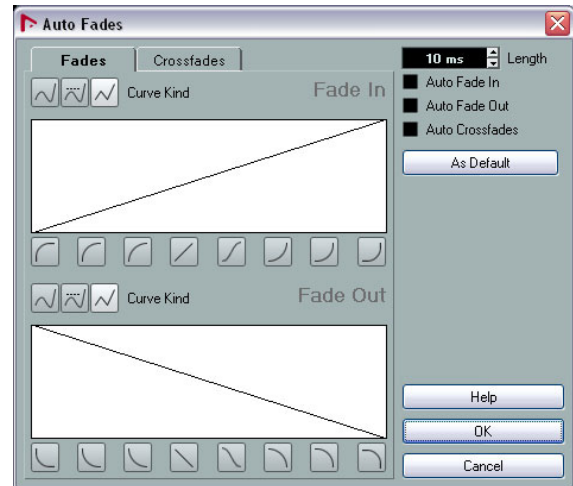 Auto Fades
Fades
Crossfades
10 ms
Length
Curve Kind
Fade In
Auto Fade In
Auto Fade Out
Auto Crossfades
As Default
Curve Kind
Fade Out
Help
OK
Cancel